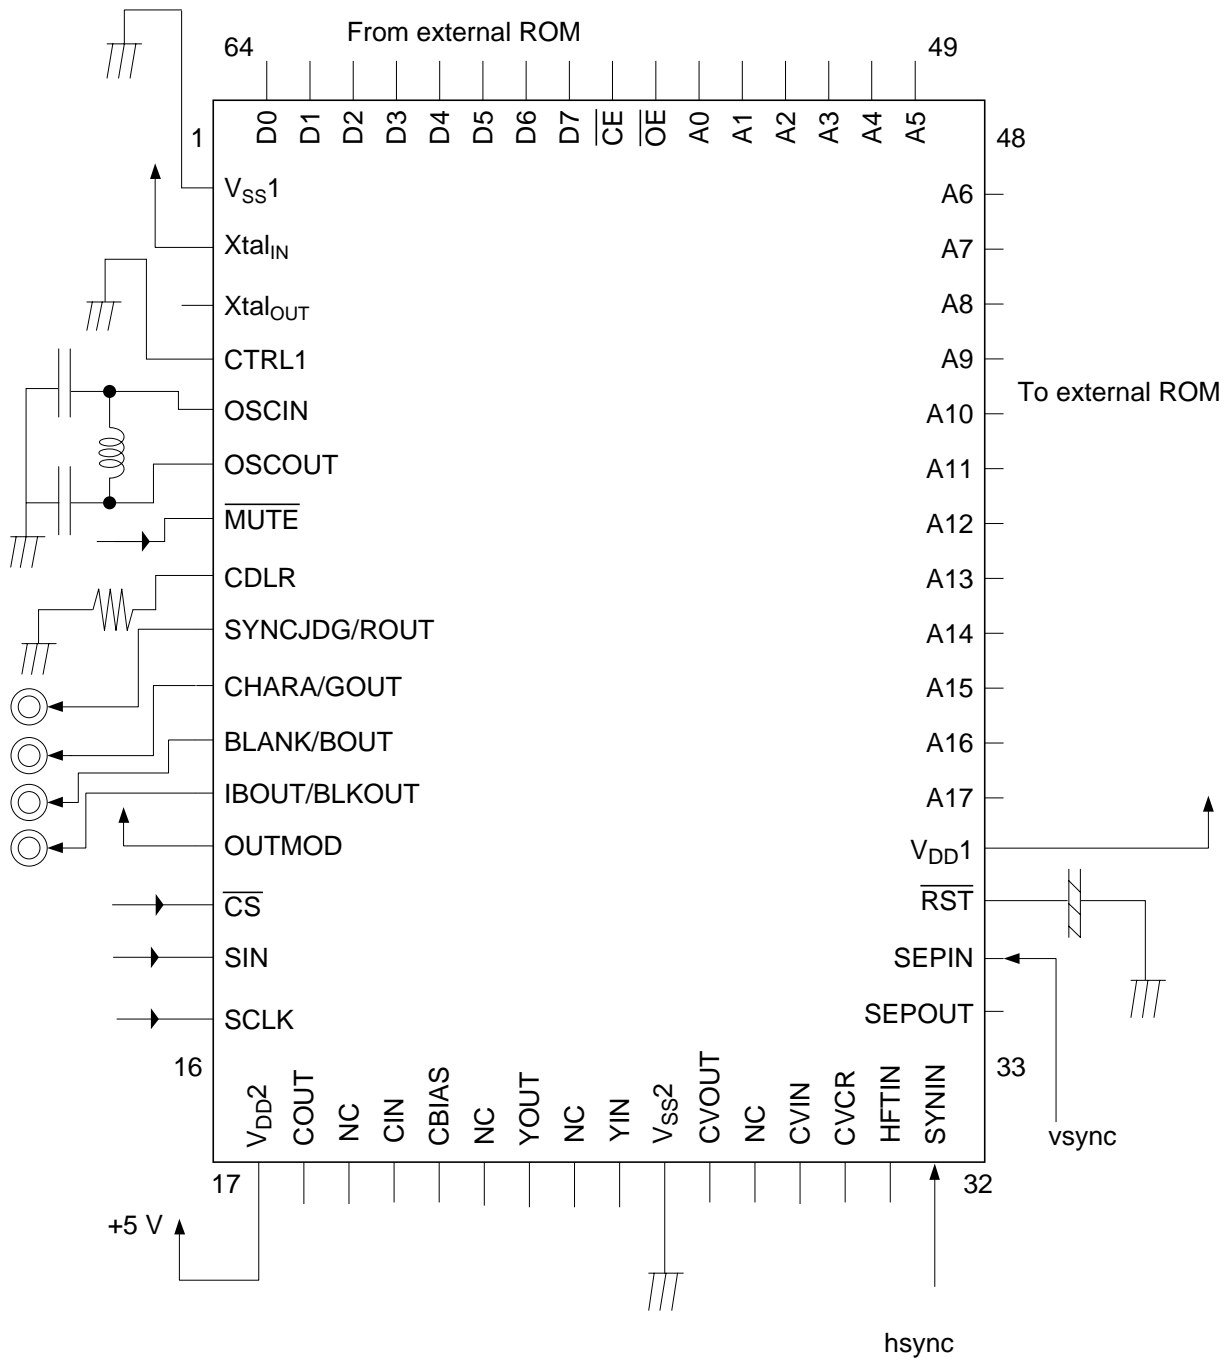 From external ROM
64
49
D0
D1
D2
D3
D4
D5
D6
D7
CE
OE
A0
A1
A2
A3
A4
A5
1
48
VSS1
XtalIN
XtalOUT
CTRL1
OSCIN
OSCOUT
MUTE
CDLR
SYNCJDG/ROUT
CHARA/GOUT
BLANK/BOUT
IBOUT/BLKOUT
OUTMOD
CS
SIN
SCLK
A6
A7
A8
A9
A10
A11
A12
A13
A14
A15
A16
A17
VDD1
RST
SEPIN
SEPOUT
To external ROM
16
33
VDD2
COUT
NC
CIN
CBIAS
NC
YOUT
NC
YIN
VSS2
CVOUT
NC
CVIN
CVCR
HFTIN
SYNIN
vsync
17
32
+5 V
hsync